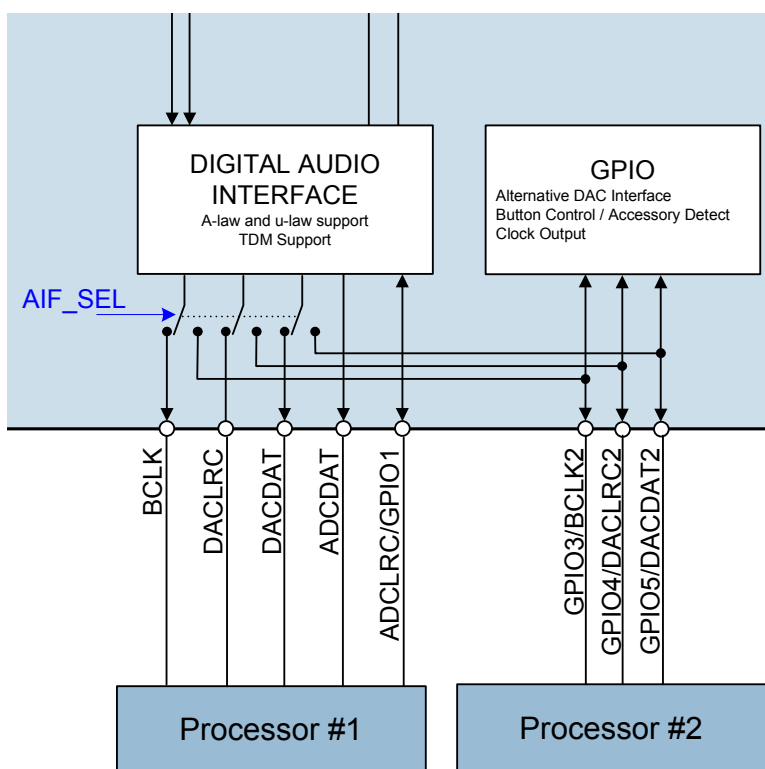 DIGITAL AUDIO
INTERFACE
A-law and u-law support
TDM Support
GPIO
Alternative DAC Interface
Button Control / Accessory Detect
Clock Output
AIF_SEL
BCLK
DACLRC
DACDAT
ADCDAT
ADCLRC/GPIO1
GPIO3/BCLK2
GPIO4/DACLRC2
GPIO5/DACDAT2
Processor #1
Processor #2